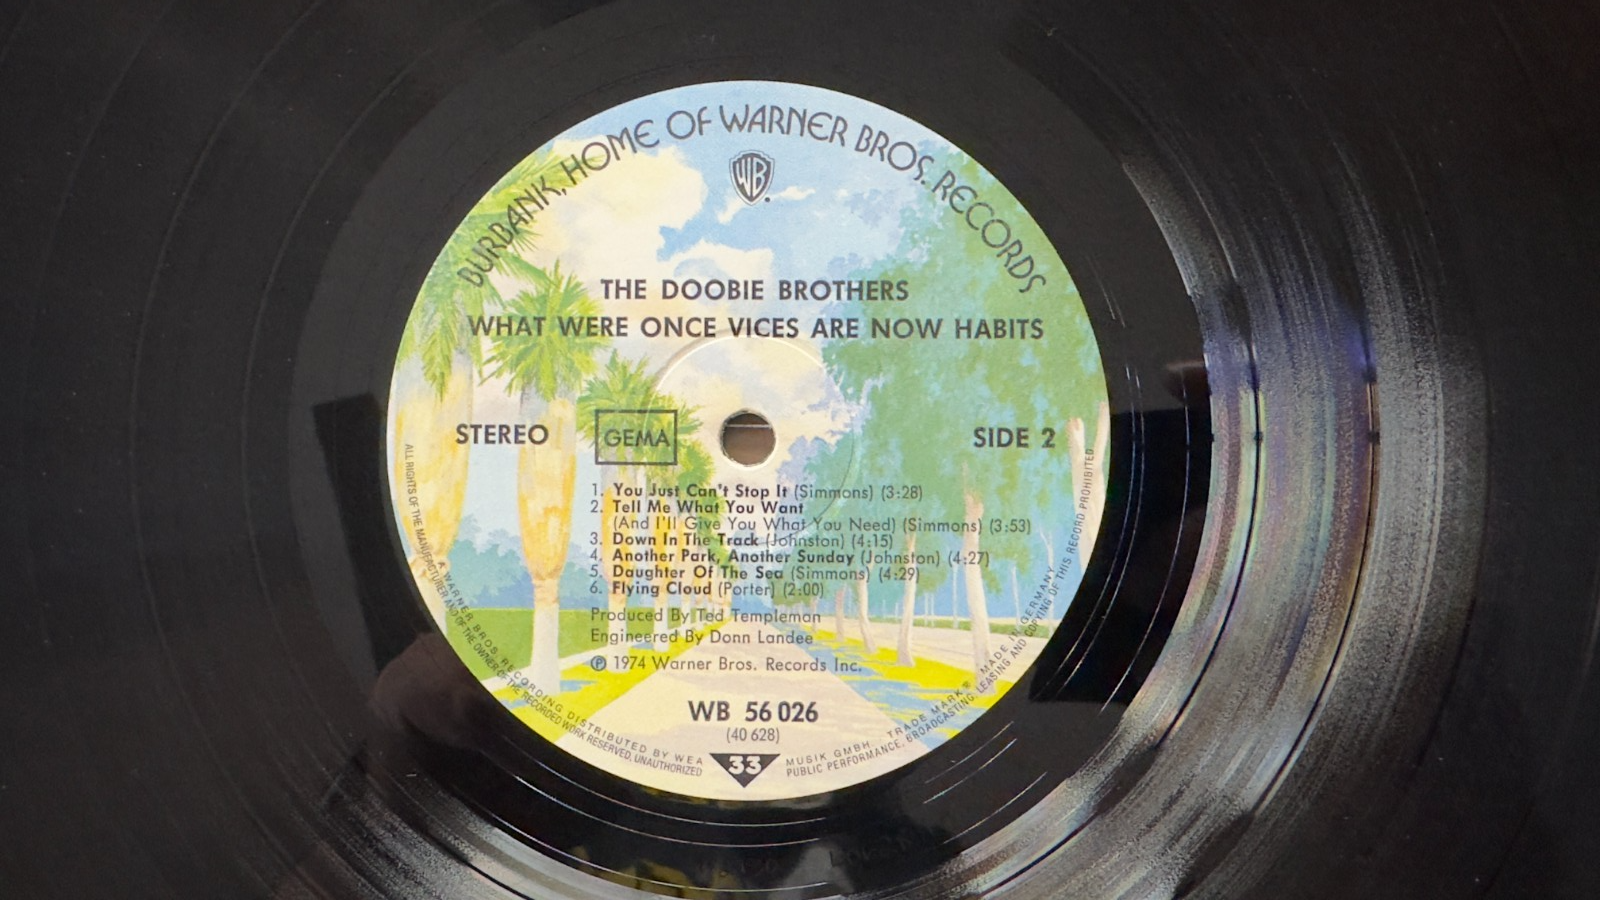 BURBANK, HOME OF WARNER BROS. RECORDS
WB
THE DOOBIE BROTHERS
WHAT WERE ONCE VICES ARE NOW HABITS
STEREO
GEMA
SIDE 2
1. You Just Can't Stop It (Simmons) (3:28)
2. Tell Me What You Want
(And I'll Give You What You Need) (Simmons) (3:53)
3. Down In The Track (Johnston) (4:15)
4. Another Park, Another Sunday (Johnston) (4:27)
5. Daughter Of The Sea (Simmons) (4:29)
6. Flying Cloud (Porter) (2:00)
Produced By Ted Templeman
Engineered By Donn Landee
℗ 1974 Warner Bros. Records Inc.
WB 56 026
(40 628)
33
A WARNER BROS. RECORDING DISTRIBUTED BY WEA MUSIK GMBH . TRADE MARK® MADE IN GERMANY
ALL RIGHTS OF THE MANUFACTURER AND OF THE OWNER OF THE RECORDED WORK RESERVED, UNAUTHORIZED PUBLIC PERFORMANCE, BROADCASTING, LEASING AND COPYING OF THIS RECORD PROHIBITED